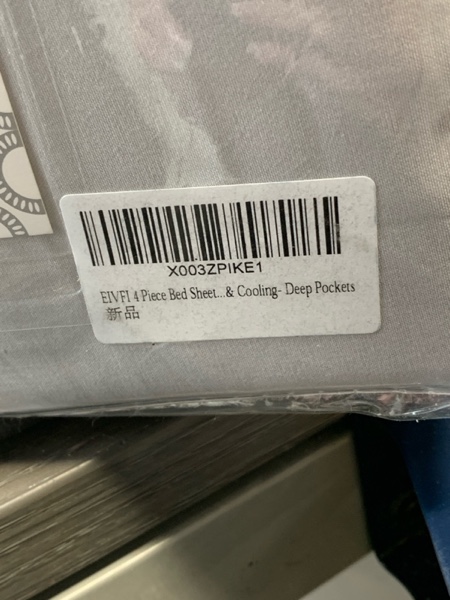 X003ZPIKE1
EIVFI 4 Piece Bed Sheet...& Cooling- Deep Pockets
新品